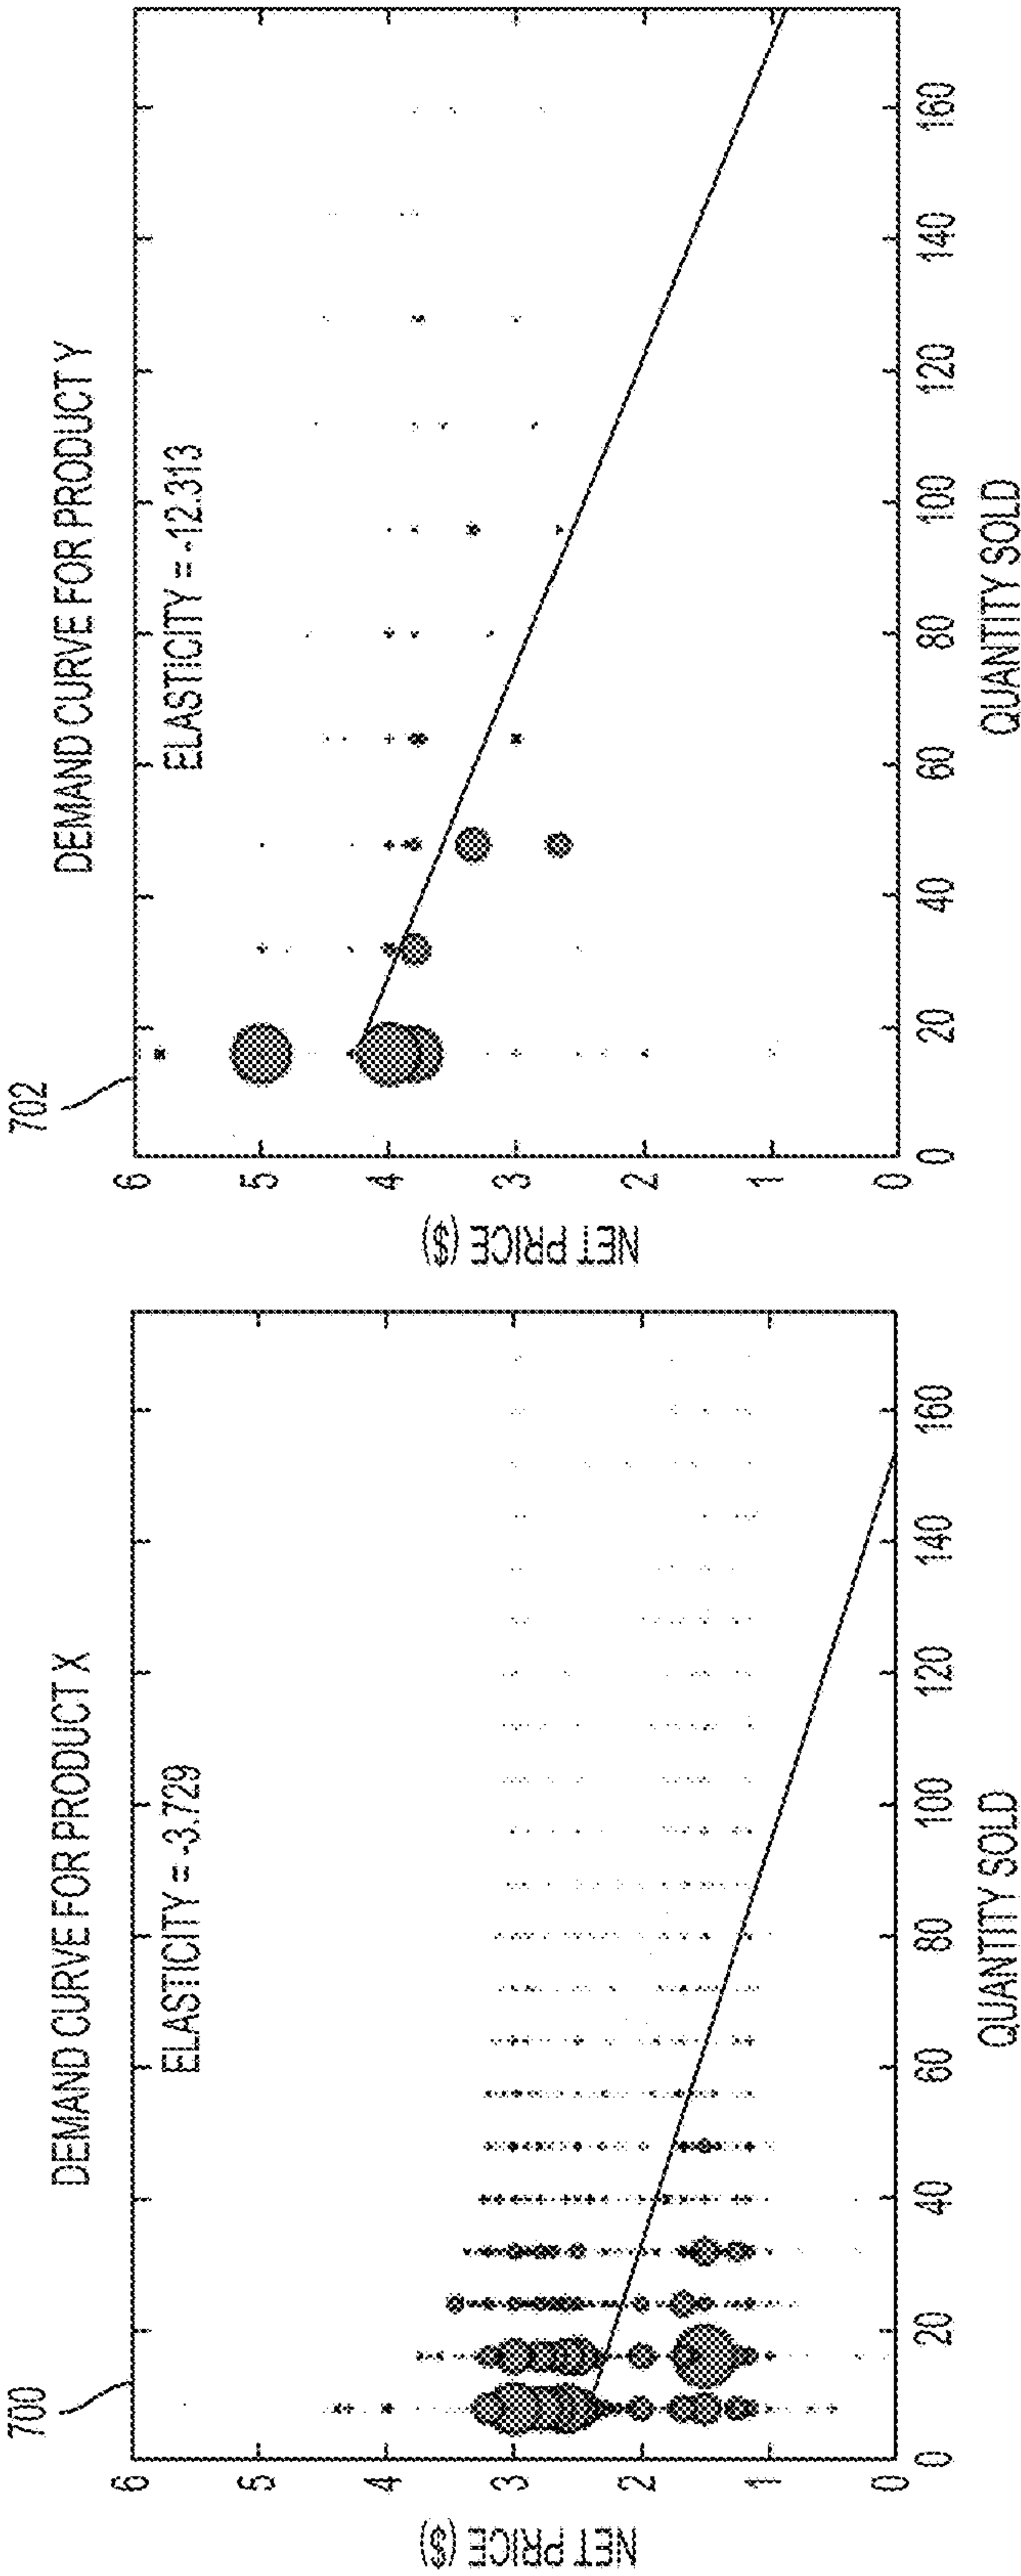 700
DEMAND CURVE FOR PRODUCT X
ELASTICITY = -3.729
NET PRICE ($)
6
5
4
3
2
1
0
0 20 40 60 80 100 120 140 160
QUANTITY SOLD
702
DEMAND CURVE FOR PRODUCT Y
ELASTICITY = -12.313
NET PRICE ($)
6
5
4
3
2
1
0
0 20 40 60 80 100 120 140 160
QUANTITY SOLD